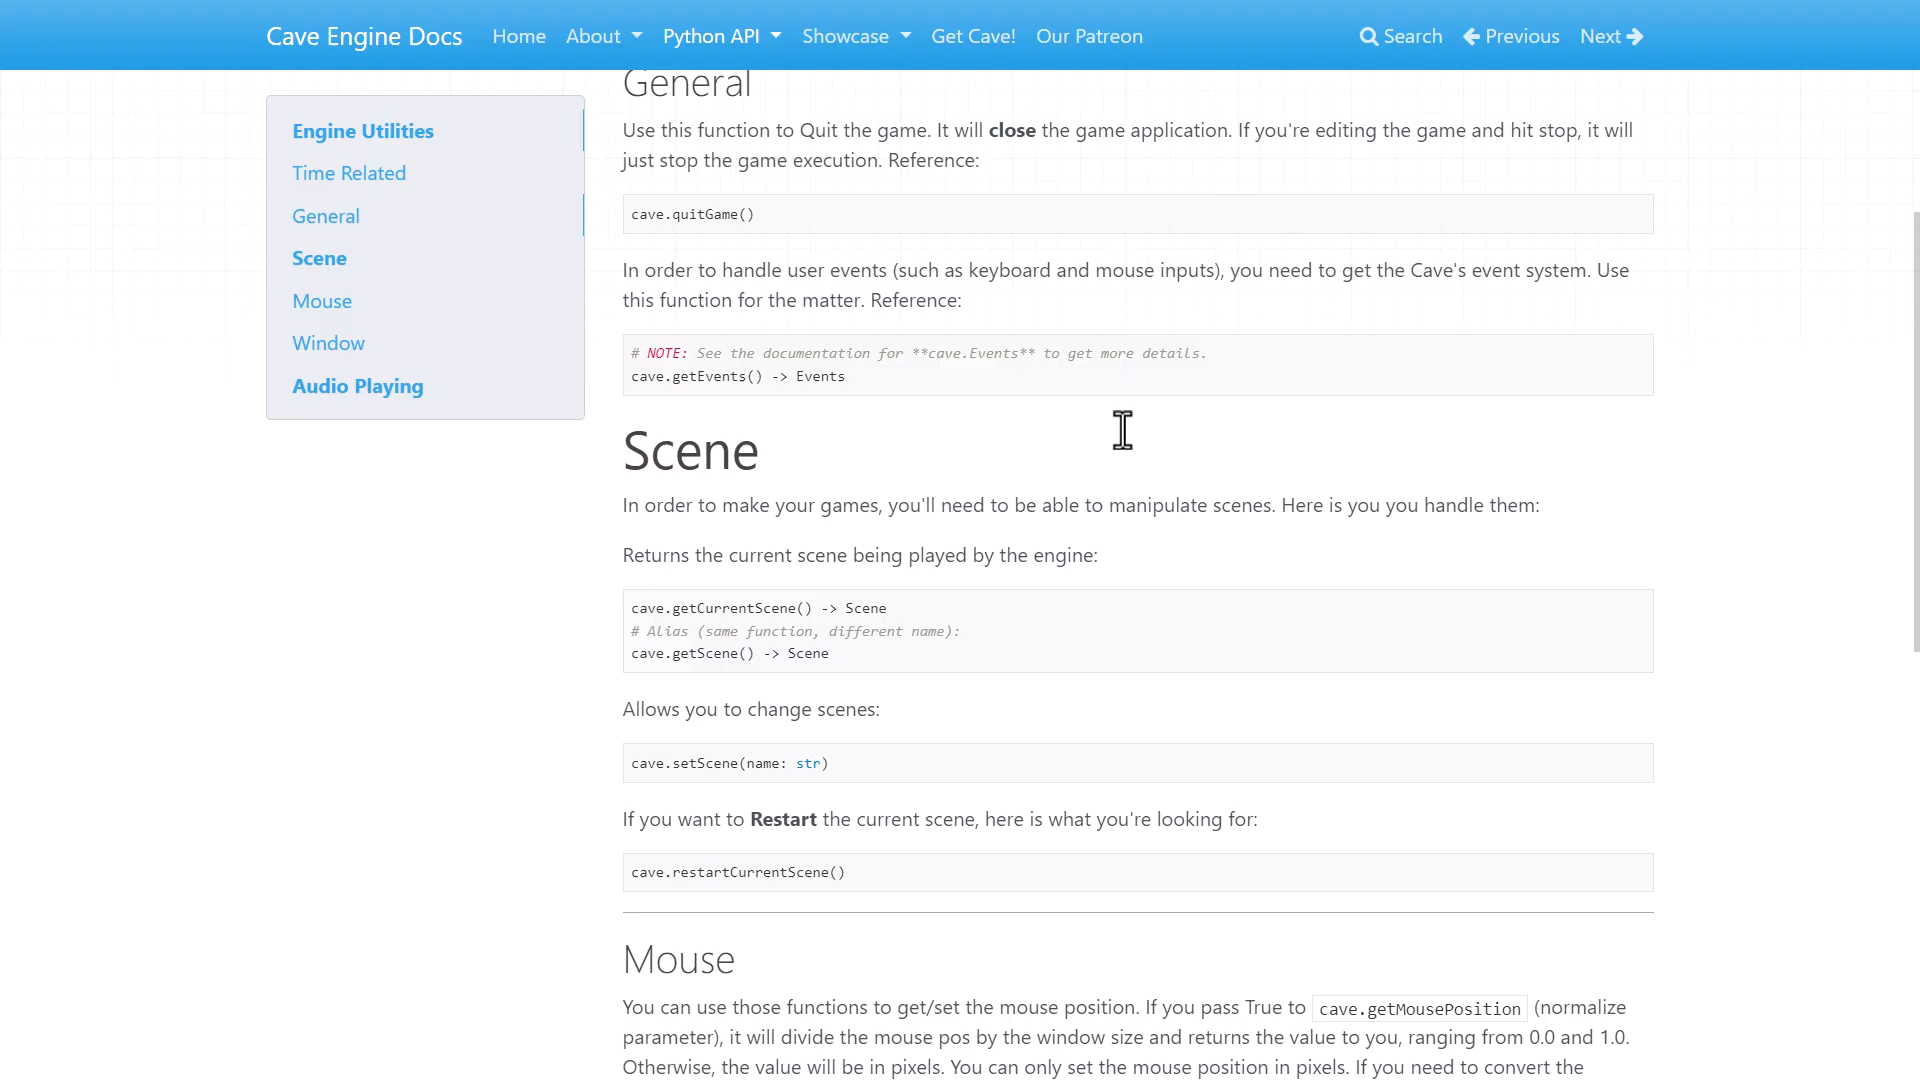 Cave Engine Docs Home About Python API Showcase Get Cave! Our Patreon Search Previous Next
Engine Utilities
Time Related
General
Scene
Mouse
Window
Audio Playing
General
Use this function to Quit the game. It will close the game application. If you're editing the game and hit stop, it will
just stop the game execution. Reference:
cave.quitGame()
In order to handle user events (such as keyboard and mouse inputs), you need to get the Cave's event system. Use
this function for the matter. Reference:
# NOTE: See the documentation for **cave.Events** to get more details.
cave.getEvents() -> Events
Scene
In order to make your games, you'll need to be able to manipulate scenes. Here is you you handle them:
Returns the current scene being played by the engine:
cave.getCurrentScene() -> Scene
# Alias (same function, different name):
cave.getScene() -> Scene
Allows you to change scenes:
cave.setScene(name: str)
If you want to Restart the current scene, here is what you're looking for:
cave.restartCurrentScene()
Mouse
You can use those functions to get/set the mouse position. If you pass True to cave.getMousePosition (normalize
parameter), it will divide the mouse pos by the window size and returns the value to you, ranging from 0.0 and 1.0.
Otherwise, the value will be in pixels. You can only set the mouse position in pixels. If you need to convert the